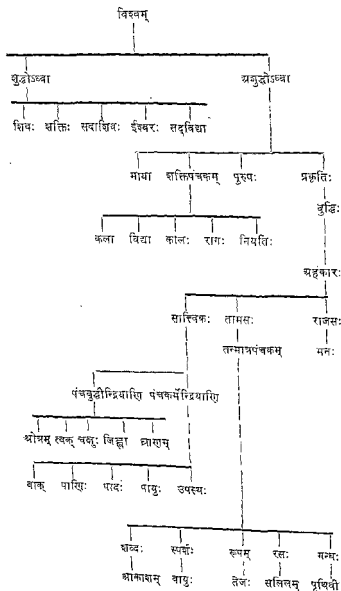 विश्वम्
शुद्धोऽध्वा अशुद्धोऽध्वा
शिवः शक्तिः सदाशिवः ईश्वरः सद्विद्या
माया शक्तिपंचकम् पुरुषः प्रकृतिः
बुद्धिः
कला विद्या कालः रागः नियतिः
अहंकारः
सात्त्विकः तामसः राजसः
तन्मात्रपंचकम् मनः
पंचबुद्धीन्द्रियाणि पंचकर्मेन्द्रियाणि
श्रोत्रम् त्वक् चक्षुः जिह्वा घ्राणम्
वाक् पाणिः पादः पायुः उपस्थः
शब्दः स्पर्शः रूपम् रसः गन्धः
आकाशम् वायुः तेजः सलिलम् पृथिवी